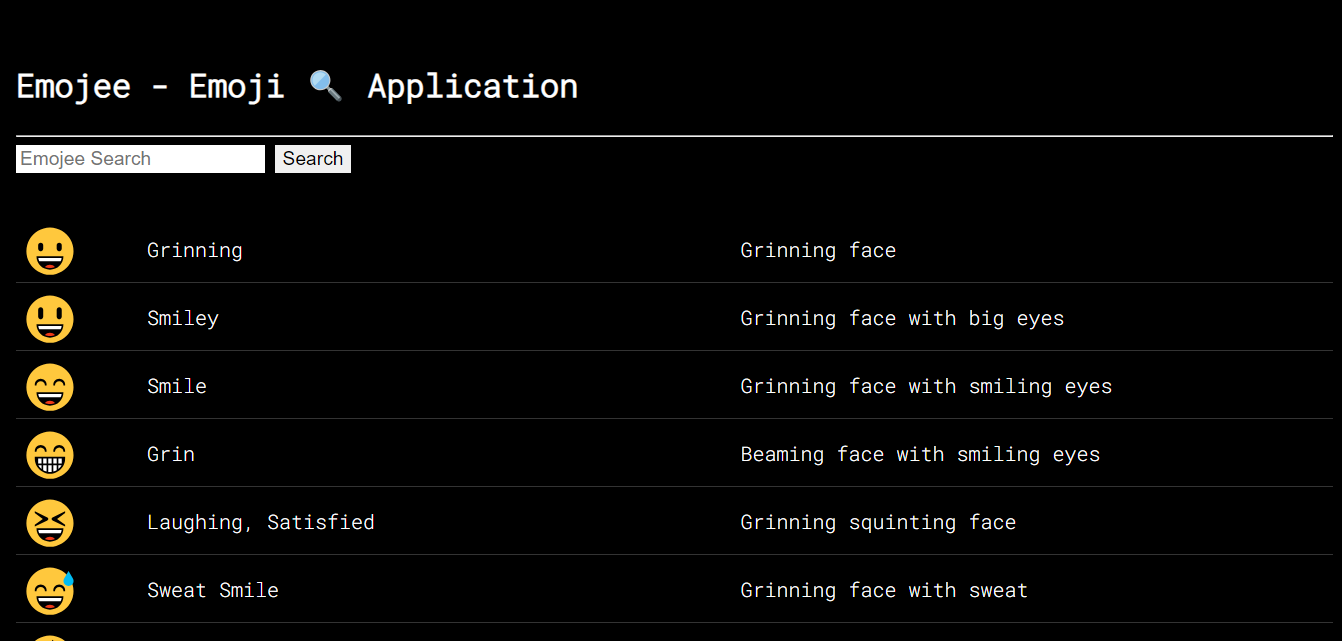 Emojee - Emoji 🔍 Application
Emojee Search Search
Grinning Grinning face
Smiley Grinning face with big eyes
Smile Grinning face with smiling eyes
Grin Beaming face with smiling eyes
Laughing, Satisfied Grinning squinting face
Sweat Smile Grinning face with sweat